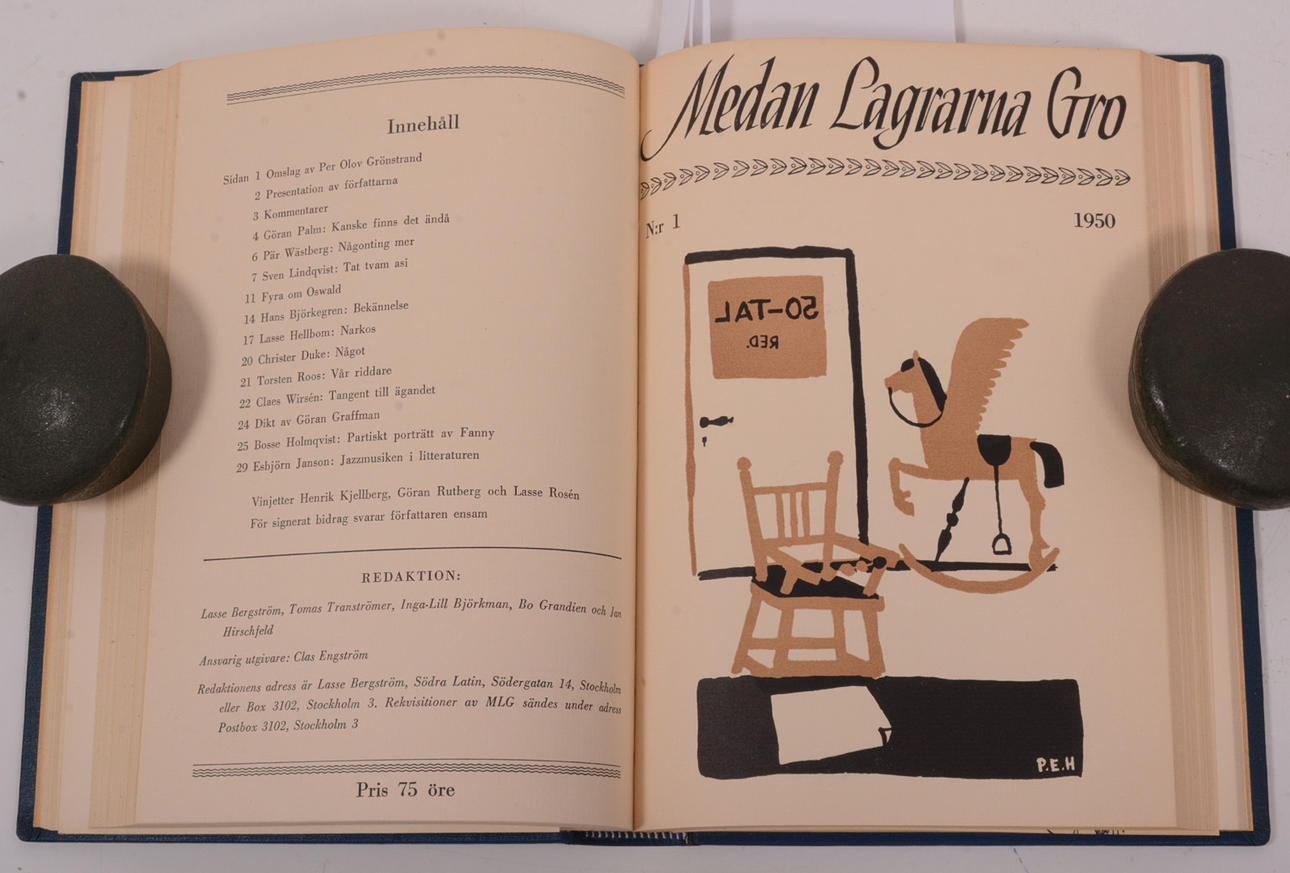 Innehåll
Sidan 1 Omslag av Per Olov Grönstrand
2 Presentation av författarna
3 Kommentarer
4 Göran Palm: Kanske finns det ändå
6 Pär Wästberg: Någonting mer
7 Sven Lindqvist: Tat tvam asi
11 Fyra om Oswald
14 Hans Björkegren: Bekännelse
17 Lasse Hellbom: Narkos
20 Christer Duke: Något
21 Torsten Roos: Vår riddare
22 Claes Wirsén: Tangent till ägandet
24 Dikt av Göran Graffman
25 Bosse Holmqvist: Partiskt porträtt av Fanny
29 Esbjörn Janson: Jazzmusiken i litteraturen
Vinjetter Henrik Kjellberg, Göran Rutberg och Lasse Rosén
För signerat bidrag svarar författaren ensam
REDAKTION:
Lasse Bergström, Tomas Tranströmer, Inga-Lill Björkman, Bo Grandien och Jan
Hirschfeld
Ansvarig utgivare: Clas Engström
Redaktionens adress är Lasse Bergström, Södra Latin, Södergatan 14, Stockholm
eller Box 3102, Stockholm 3. Rekvisitioner av MLG sändes under adress
Postbox 3102, Stockholm 3
Pris 75 öre
Medan Lagrarna Gro
N:r 1 1950
50-TAL
RED.
P.E.H